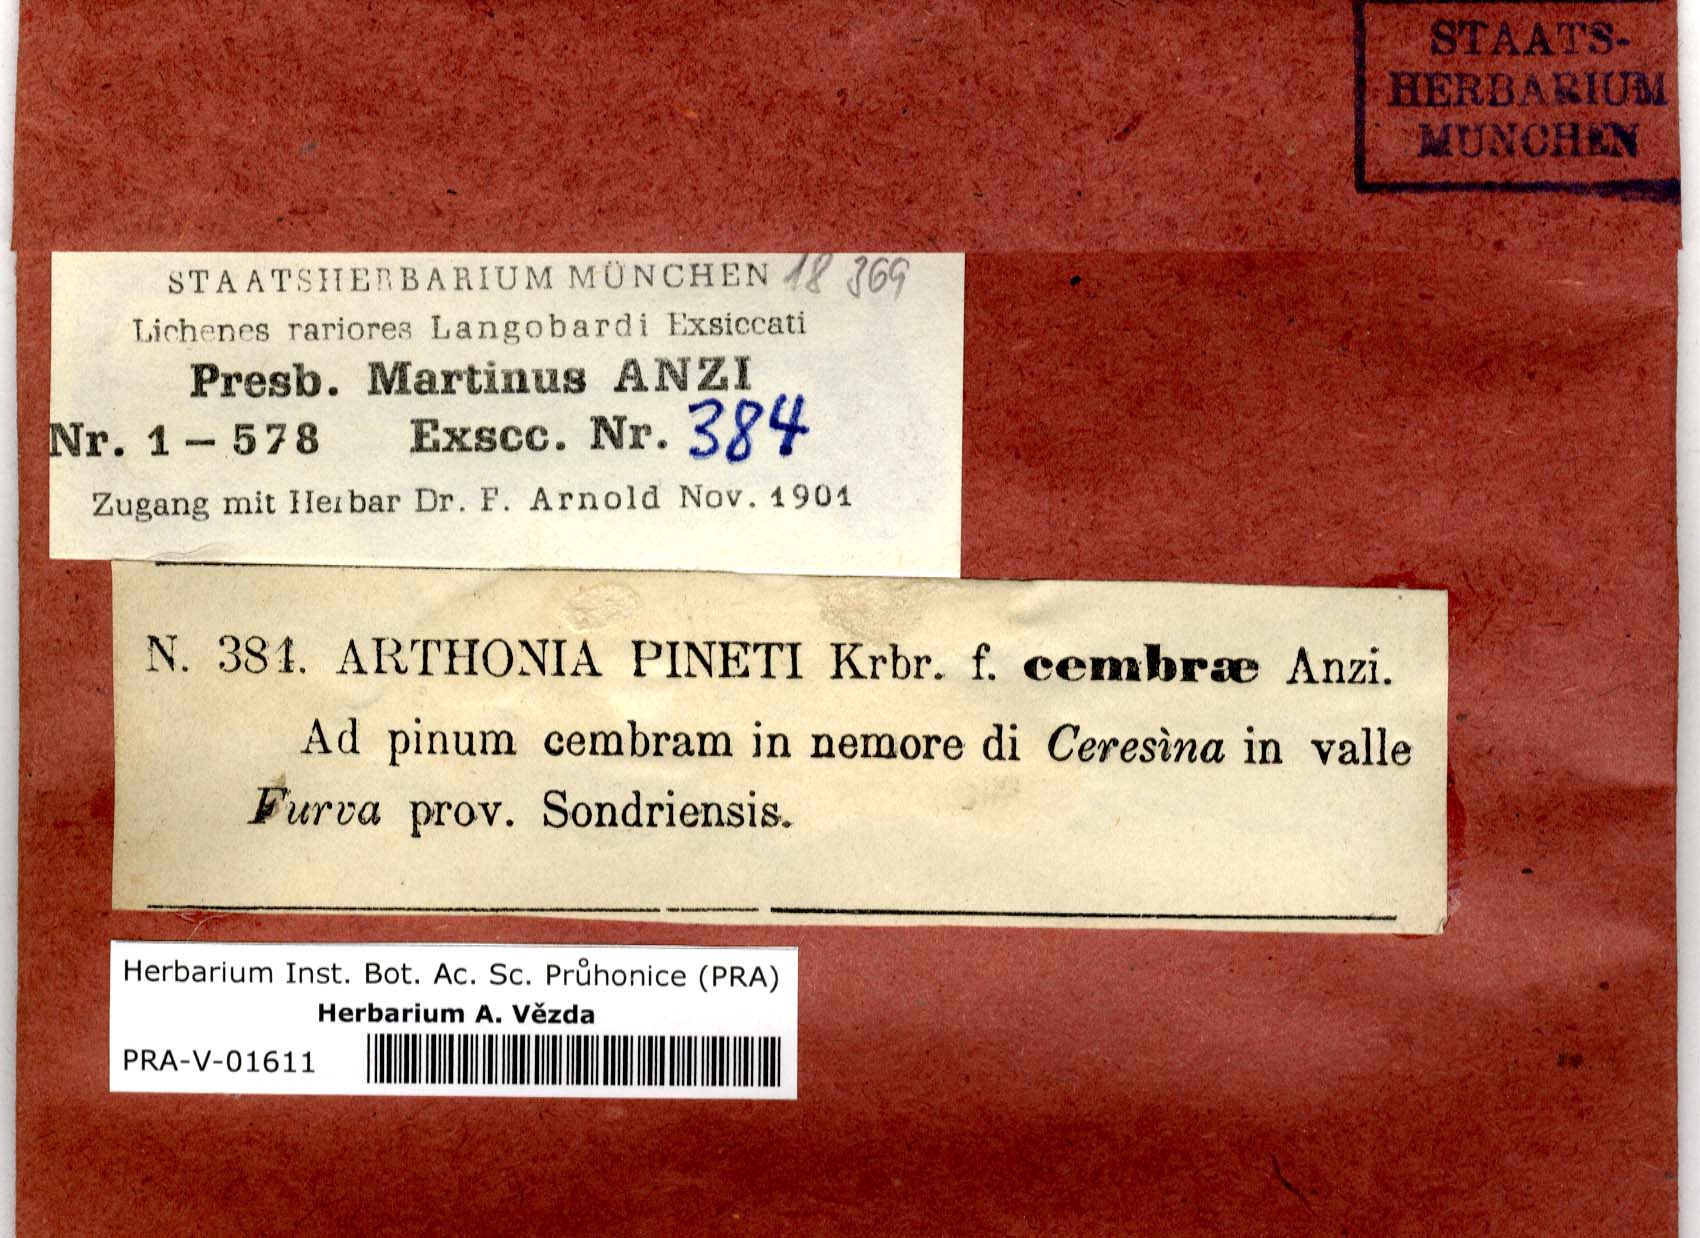 STAATS-
HERBARIUM
MÜNCHEN
STAATSHERBARIUM MÜNCHEN 18 369
Lichenes rariores Langobardi Exsiccati
Presb. Martinus ANZI
Nr. 1 – 578 Exscc. Nr. 384
Zugang mit Herbar Dr. F. Arnold Nov. 1901
N. 384. ARTHONIA PINETI Krbr. f. cembræ Anzi.
Ad pinum cembram in nemore di Ceresìna in valle
Furva prov. Sondriensis.
Herbarium Inst. Bot. Ac. Sc. Průhonice (PRA)
Herbarium A. Vězda
PRA-V-01611